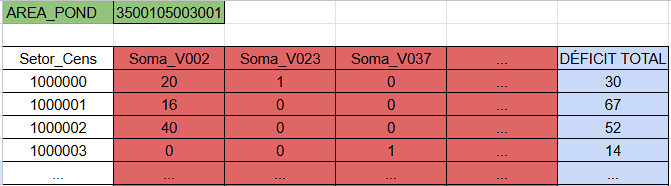 AREA_POND 3500105003001
Setor_Cens Soma_V002 Soma_V023 Soma_V037 ... DÉFICIT TOTAL
1000000 20 1 0 ... 30
1000001 16 0 0 ... 67
1000002 40 0 0 ... 52
1000003 0 0 1 ... 14
... ... ... ... ... ...